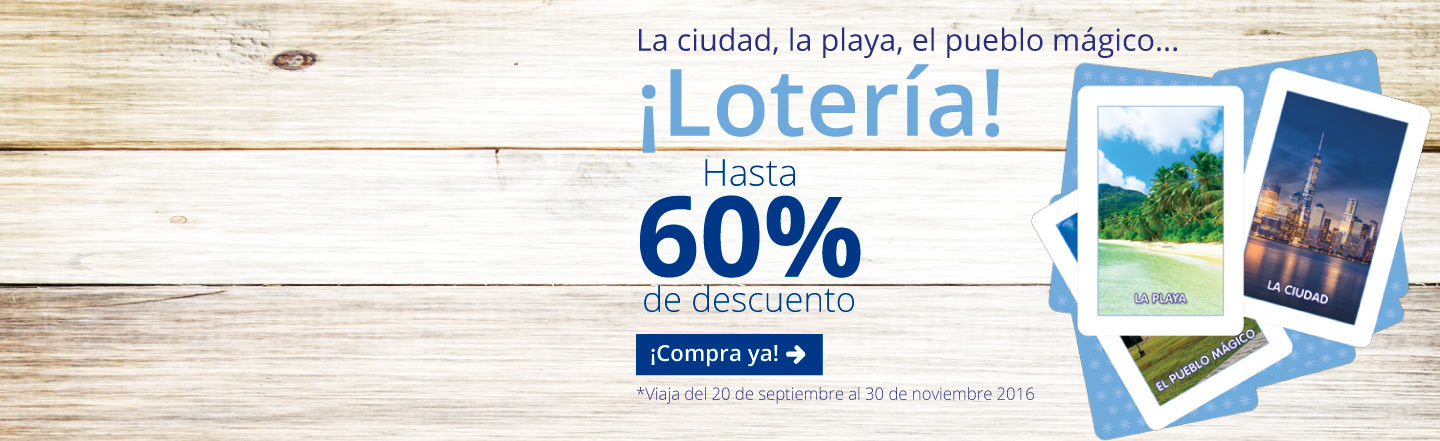 La ciudad, la playa, el pueblo mágico...
¡Lotería!
Hasta
60%
de descuento
¡Compra ya!
*Viaja del 20 de septiembre al 30 de noviembre 2016
LA PLAYA
LA CIUDAD
EL PUEBLO MÁGICO